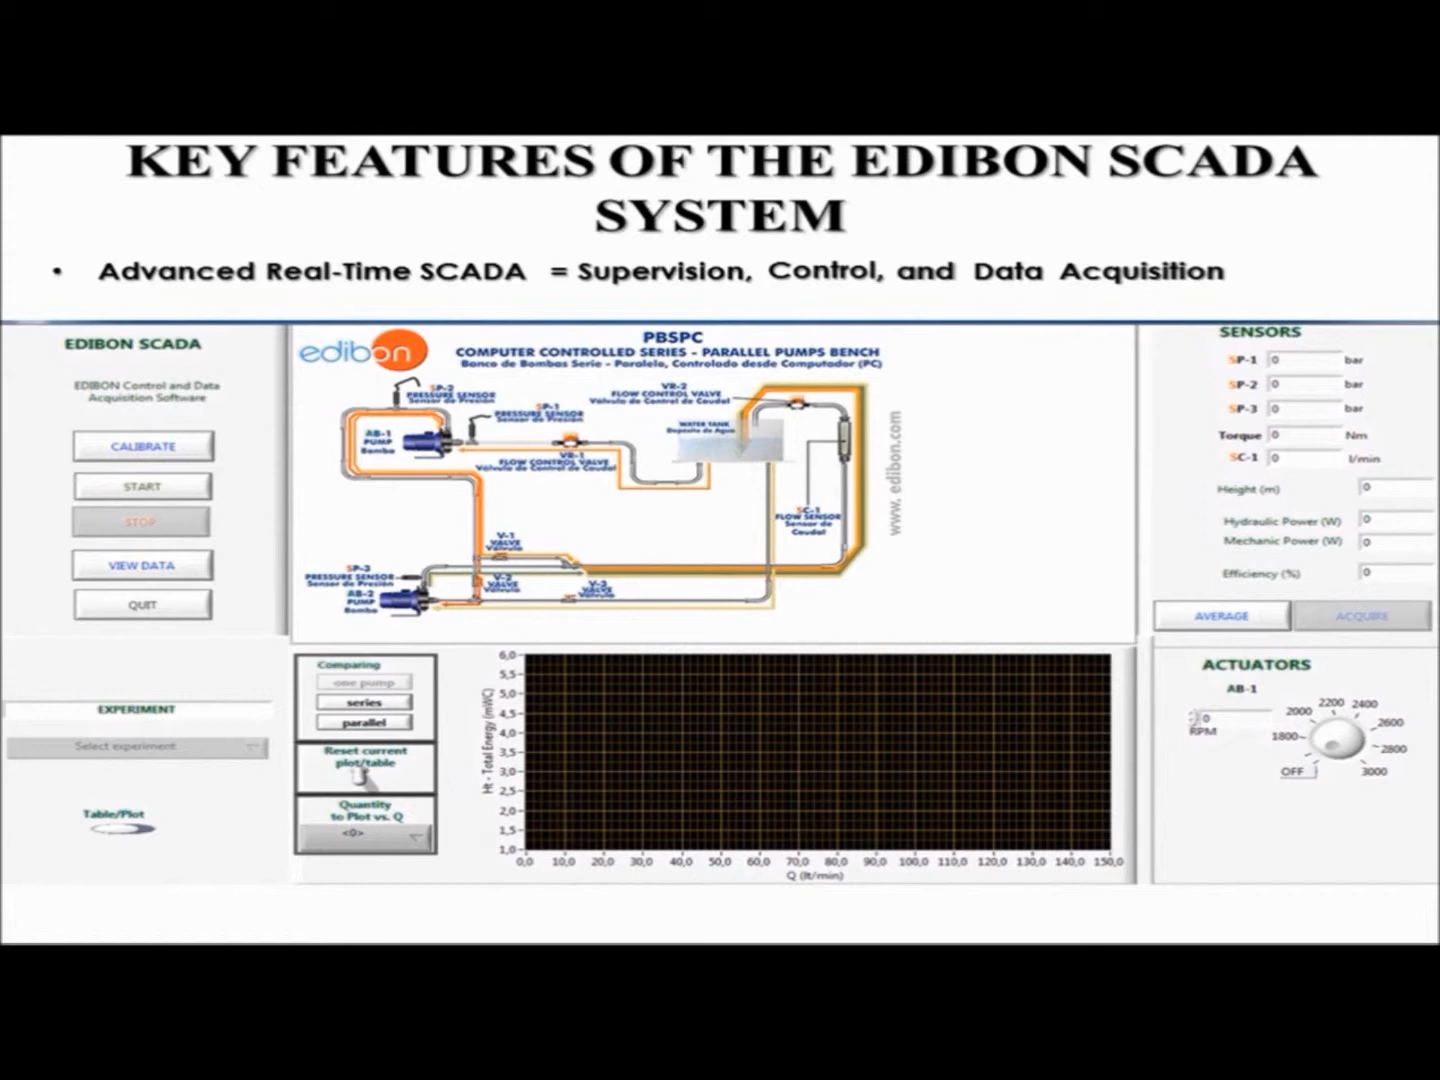 KEY FEATURES OF THE EDIBON SCADA
SYSTEM
• Advanced Real-Time SCADA = Supervision, Control, and Data Acquisition
EDIBON SCADA
EDIBON Control and Data
Acquisition Software
CALIBRATE
START
STOP
VIEW DATA
QUIT
EXPERIMENT
Select experiment
Table/Plot
edibon
PBSPC
COMPUTER CONTROLLED SERIES - PARALLEL PUMPS BENCH
Banco de Bombas Serie - Paralelo, Controlado desde Computador (PC)
SP-2
PRESSURE SENSOR
Sensor de Presión
SP-1
PRESSURE SENSOR
Sensor de Presión
VR-2
FLOW CONTROL VALVE
Válvula de Control de Caudal
AB-1
PUMP
Bomba
WATER TANK
Deposito de Agua
VR-1
FLOW CONTROL VALVE
Válvula de Control de Caudal
SC-1
FLOW SENSOR
Sensor de
Caudal
www. edibon.com
V-1
VALVE
Válvula
SP-3
PRESSURE SENSOR
Sensor de Presión
AB-2
PUMP
Bomba
V-2
VALVE
Válvula
V-3
VALVE
Válvula
Comparing
one pump
series
parallel
Reset current
plot/table
Quantity
to Plot vs. Q
<0>
Ht - Total Energy (mWC)
6,0
5,5
5,0
4,5
4,0
3,5
3,0
2,5
2,0
1,5
1,0
0,0 10,0 20,0 30,0 40,0 50,0 60,0 70,0 80,0 90,0 100,0 110,0 120,0 130,0 140,0 150,0
Q (lt/min)
SENSORS
SP-1 0 bar
SP-2 0 bar
SP-3 0 bar
Torque 0 Nm
SC-1 0 l/min
Height (m) 0
Hydraulic Power (W) 0
Mechanic Power (W) 0
Efficiency (%) 0
AVERAGE
ACQUIRE
ACTUATORS
AB-1
0
RPM
OFF 1800 2000 2200 2400 2600 2800 3000